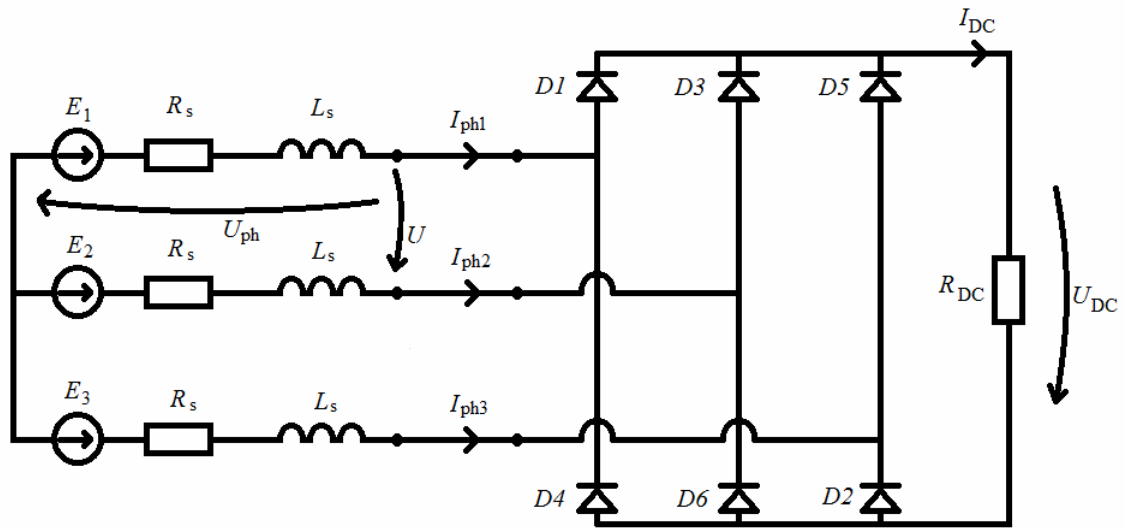 I_DC
D1
D3
D5
E_1
R_s
L_s
I_ph1
U_ph
U
E_2
R_s
L_s
I_ph2
R_DC
U_DC
E_3
R_s
L_s
I_ph3
D4
D6
D2